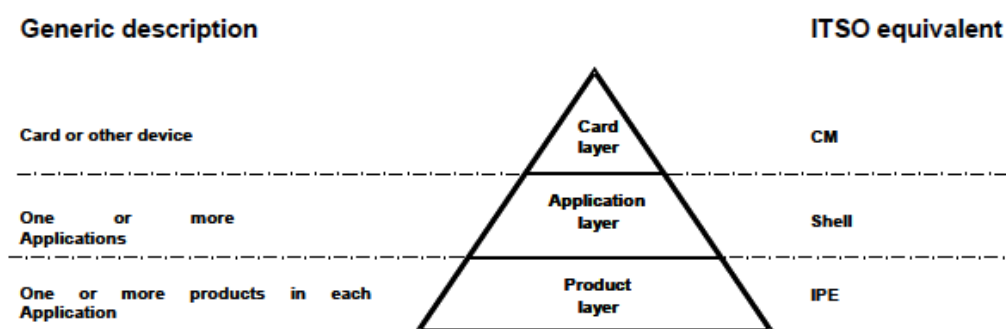 Generic description
ITSO equivalent
Card or other device
Card
layer
CM
One or more
Applications
Application
layer
Shell
One or more products in each
Application
Product
layer
IPE